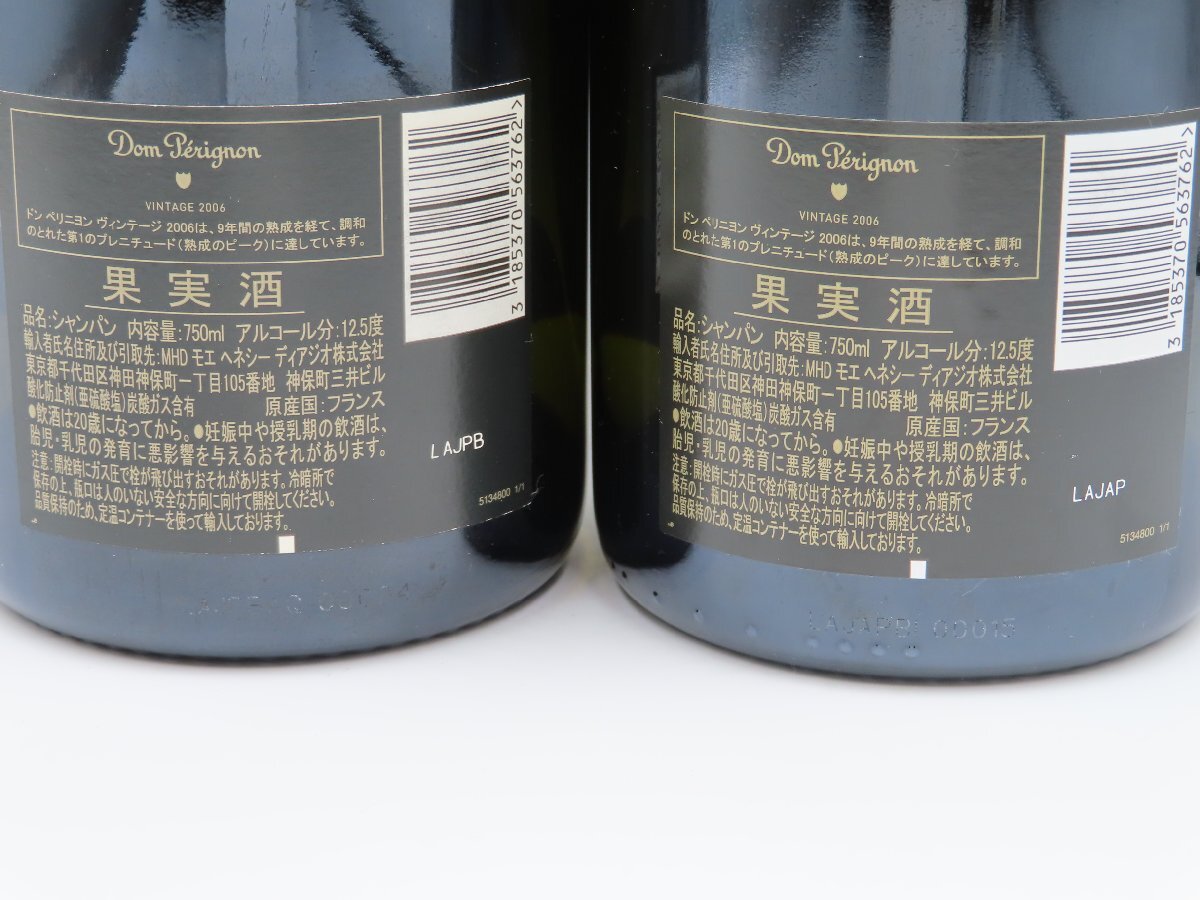 Dom Pérignon
VINTAGE 2006
ドン ペリニヨン ヴィンテージ 2006は、9年間の熟成を経て、調和
のとれた第1のプレニチュード(熟成のピーク)に達しています。
果実酒
品名:シャンパン 内容量:750ml アルコール分:12.5度
輸入者氏名住所及び引取先:MHD モエ ヘネシー ディアジオ株式会社
東京都千代田区神田神保町一丁目105番地 神保町三井ビル
酸化防止剤(亜硫酸塩)炭酸ガス含有 原産国:フランス
●飲酒は20歳になってから。●妊娠中や授乳期の飲酒は、
胎児・乳児の発育に悪影響を与えるおそれがあります。
注意:開栓時にガス圧で栓が飛び出すおそれがあります。冷暗所で
保存の上、瓶口は人のいない安全な方向に向けて開栓してください。
品質保持のため、定温コンテナーを使って輸入しております。
3 185370 563762 >
LAJPB
5134800 1/1
Dom Pérignon
VINTAGE 2006
ドン ペリニヨン ヴィンテージ 2006は、9年間の熟成を経て、調和
のとれた第1のプレニチュード(熟成のピーク)に達しています。
果実酒
品名:シャンパン 内容量:750ml アルコール分:12.5度
輸入者氏名住所及び引取先:MHD モエ ヘネシー ディアジオ株式会社
東京都千代田区神田神保町一丁目105番地 神保町三井ビル
酸化防止剤(亜硫酸塩)炭酸ガス含有 原産国:フランス
●飲酒は20歳になってから。●妊娠中や授乳期の飲酒は、
胎児・乳児の発育に悪影響を与えるおそれがあります。
注意:開栓時にガス圧で栓が飛び出すおそれがあります。冷暗所で
保存の上、瓶口は人のいない安全な方向に向けて開栓してください。
品質保持のため、定温コンテナーを使って輸入しております。
3 185370 563762 >
LAJAP
5134800 1/1
LAJAPB 00015